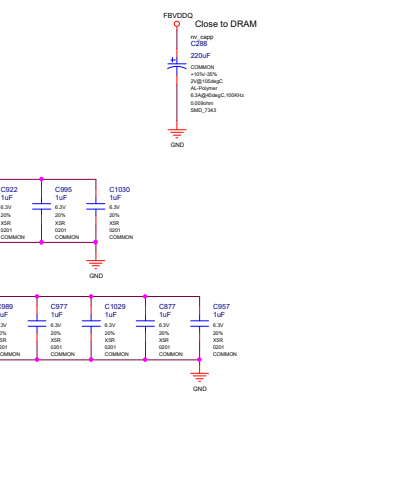 FBVDDQ
Close to DRAM
nv_capp
C288
220uF
COMMON
+10%/-35%
2V@105degC
AL-Polymer
6.3A@45degC,100KHz
0.009ohm
SMD_7343
GND
C922 C995 C1030
1uF 1uF 1uF
6.3V 6.3V 6.3V
20% 20% 20%
X5R X5R X5R
0201 0201 0201
COMMON COMMON COMMON
GND
C977 C1029 C877 C957
1uF 1uF 1uF 1uF
6.3V 6.3V 6.3V 6.3V
20% 20% 20% 20%
X5R X5R X5R X5R
0201 0201 0201 0201
COMMON COMMON COMMON COMMON
GND